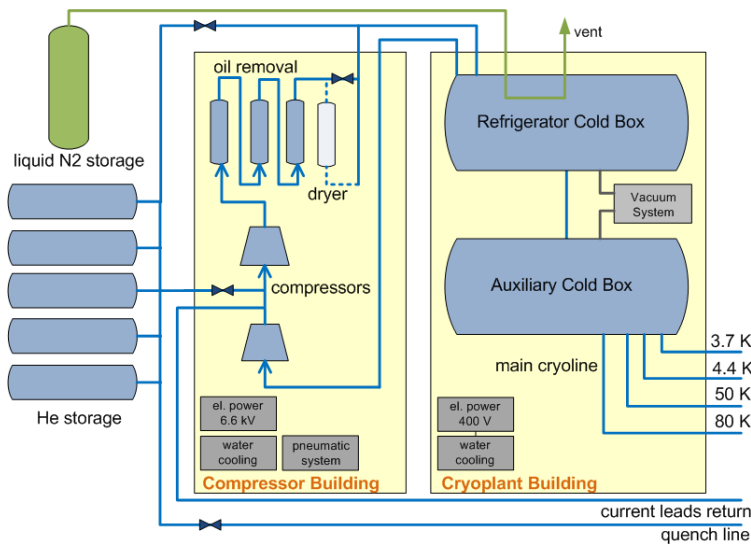 vent
oil removal
Refrigerator Cold Box
liquid N2 storage
dryer
Vacuum
System
compressors
Auxiliary Cold Box
3.7 K
main cryoline
4.4 K
50 K
80 K
He storage
el. power
6.6 kV
el. power
400 V
water
cooling
pneumatic
system
water
cooling
Compressor Building
Cryoplant Building
current leads return
quench line